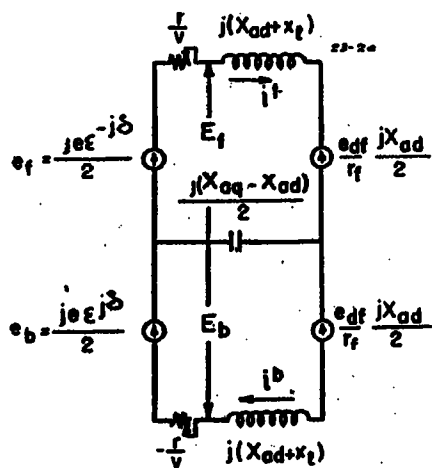 r/v
j(Xad+xℓ)
23-2a
i^f
E_f
e_f = jeε^-jδ / 2
e_df/r_f jXad/2
j(Xaq-Xad)/2
e_b = jeε^jδ / 2
E_b
e_df/r_f jXad/2
i^b
-r/v
j(Xad+xℓ)